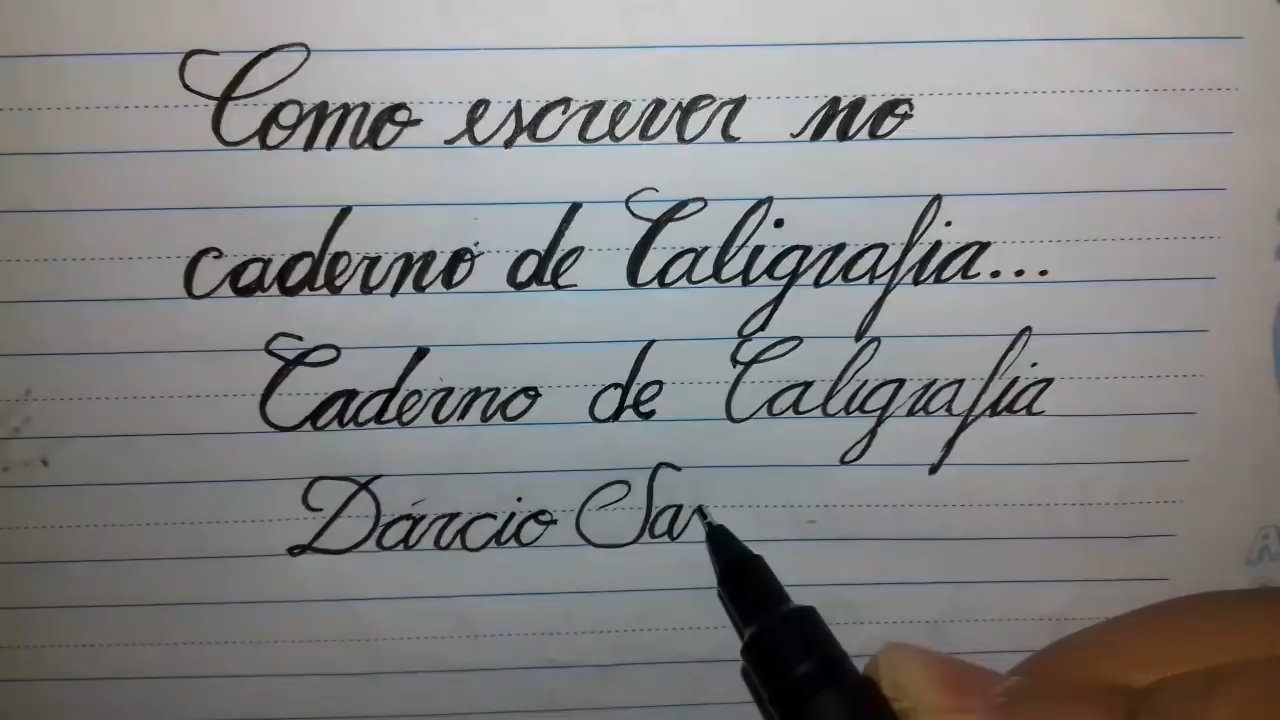 Como escrever no
caderno de Caligrafia...
Caderno de Caligrafia
Dárcio Sa